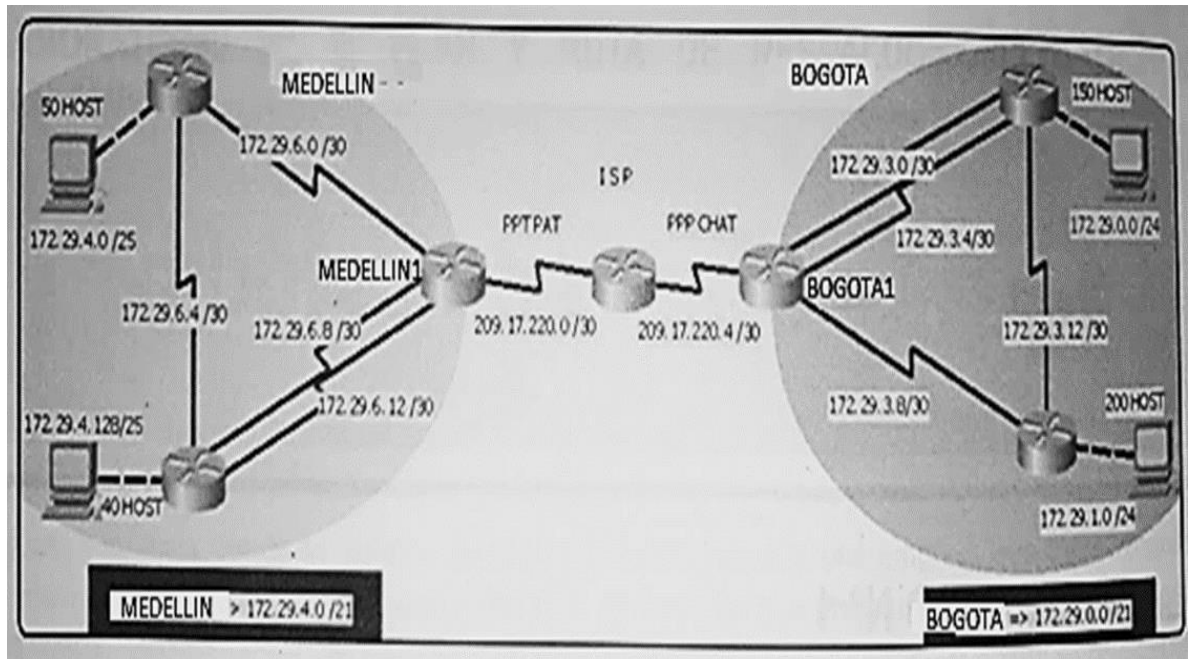 MEDELLIN - -
BOGOTA
50 HOST
150 HOST
172.29.6.0 /30
172.29.3.0 /30
ISP
172.29.4.0 /25
172.29.0.0 /24
PPT PAT
PPP CHAT
172.29.3.4/30
MEDELLIN1
BOGOTA1
172.29.6.4 /30
172.29.6.8 /30
209.17.220.0 /30
209.17.220.4 /30
172.29.3.12 /30
172.29.6.12 /30
172.29.3.8/30
200 HOST
172.29.4.128/25
40 HOST
172.29.1.0 /24
MEDELLIN > 172.29.4.0 /21
BOGOTA => 172.29.0.0 /21